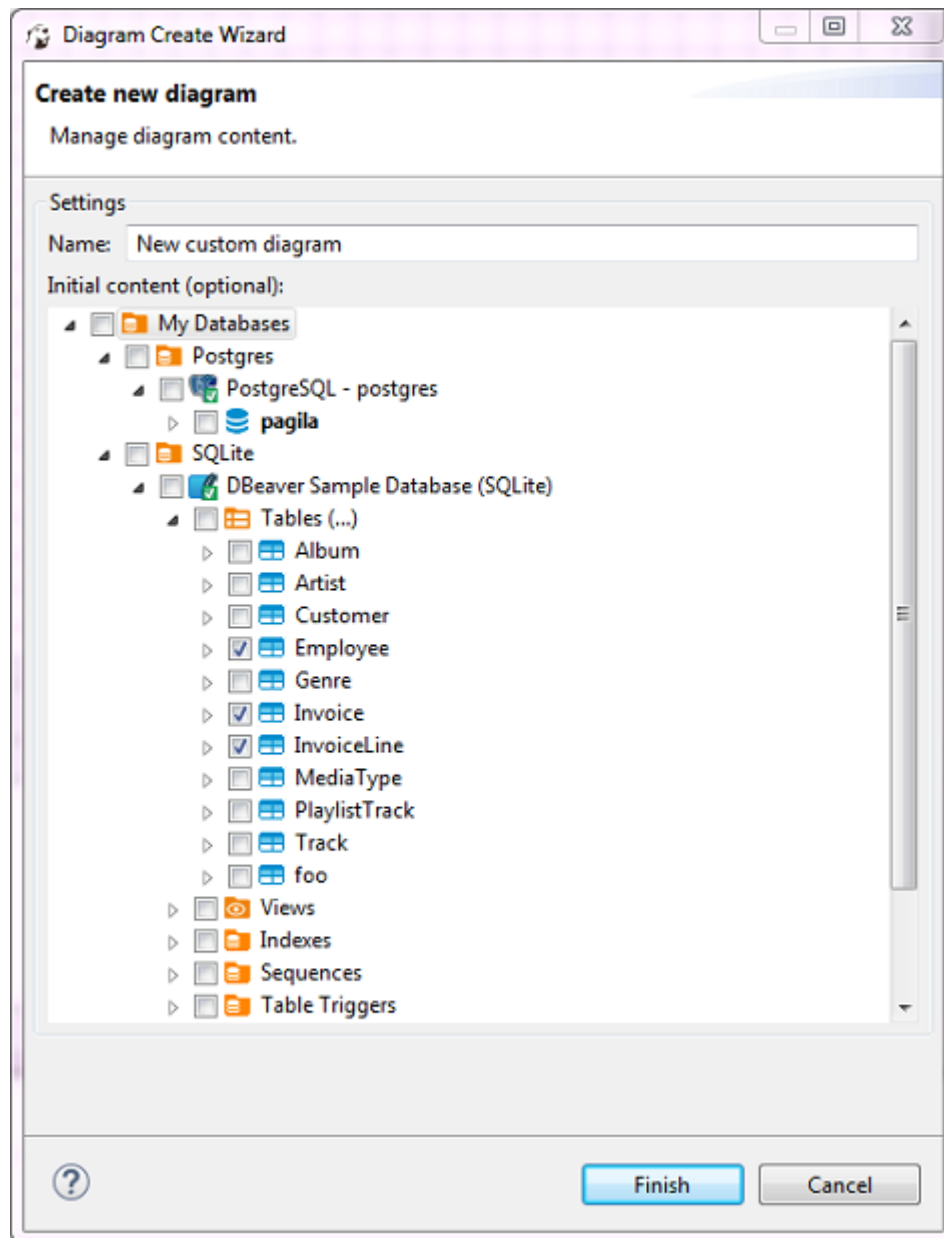 Diagram Create Wizard
Create new diagram
Manage diagram content.
Settings
Name: New custom diagram
Initial content (optional):
My Databases
Postgres
PostgreSQL - postgres
pagila
SQLite
DBeaver Sample Database (SQLite)
Tables (...)
Album
Artist
Customer
Employee
Genre
Invoice
InvoiceLine
MediaType
PlaylistTrack
Track
foo
Views
Indexes
Sequences
Table Triggers
? Finish Cancel